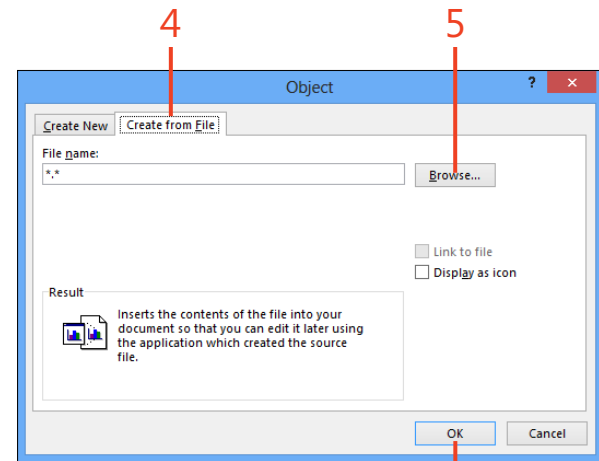 4 5
Object ? ×
Create New Create from File
File name:
*.*
Browse...
Link to file
Display as icon
Result
Inserts the contents of the file into your
document so that you can edit it later using
the application which created the source
file.
OK Cancel